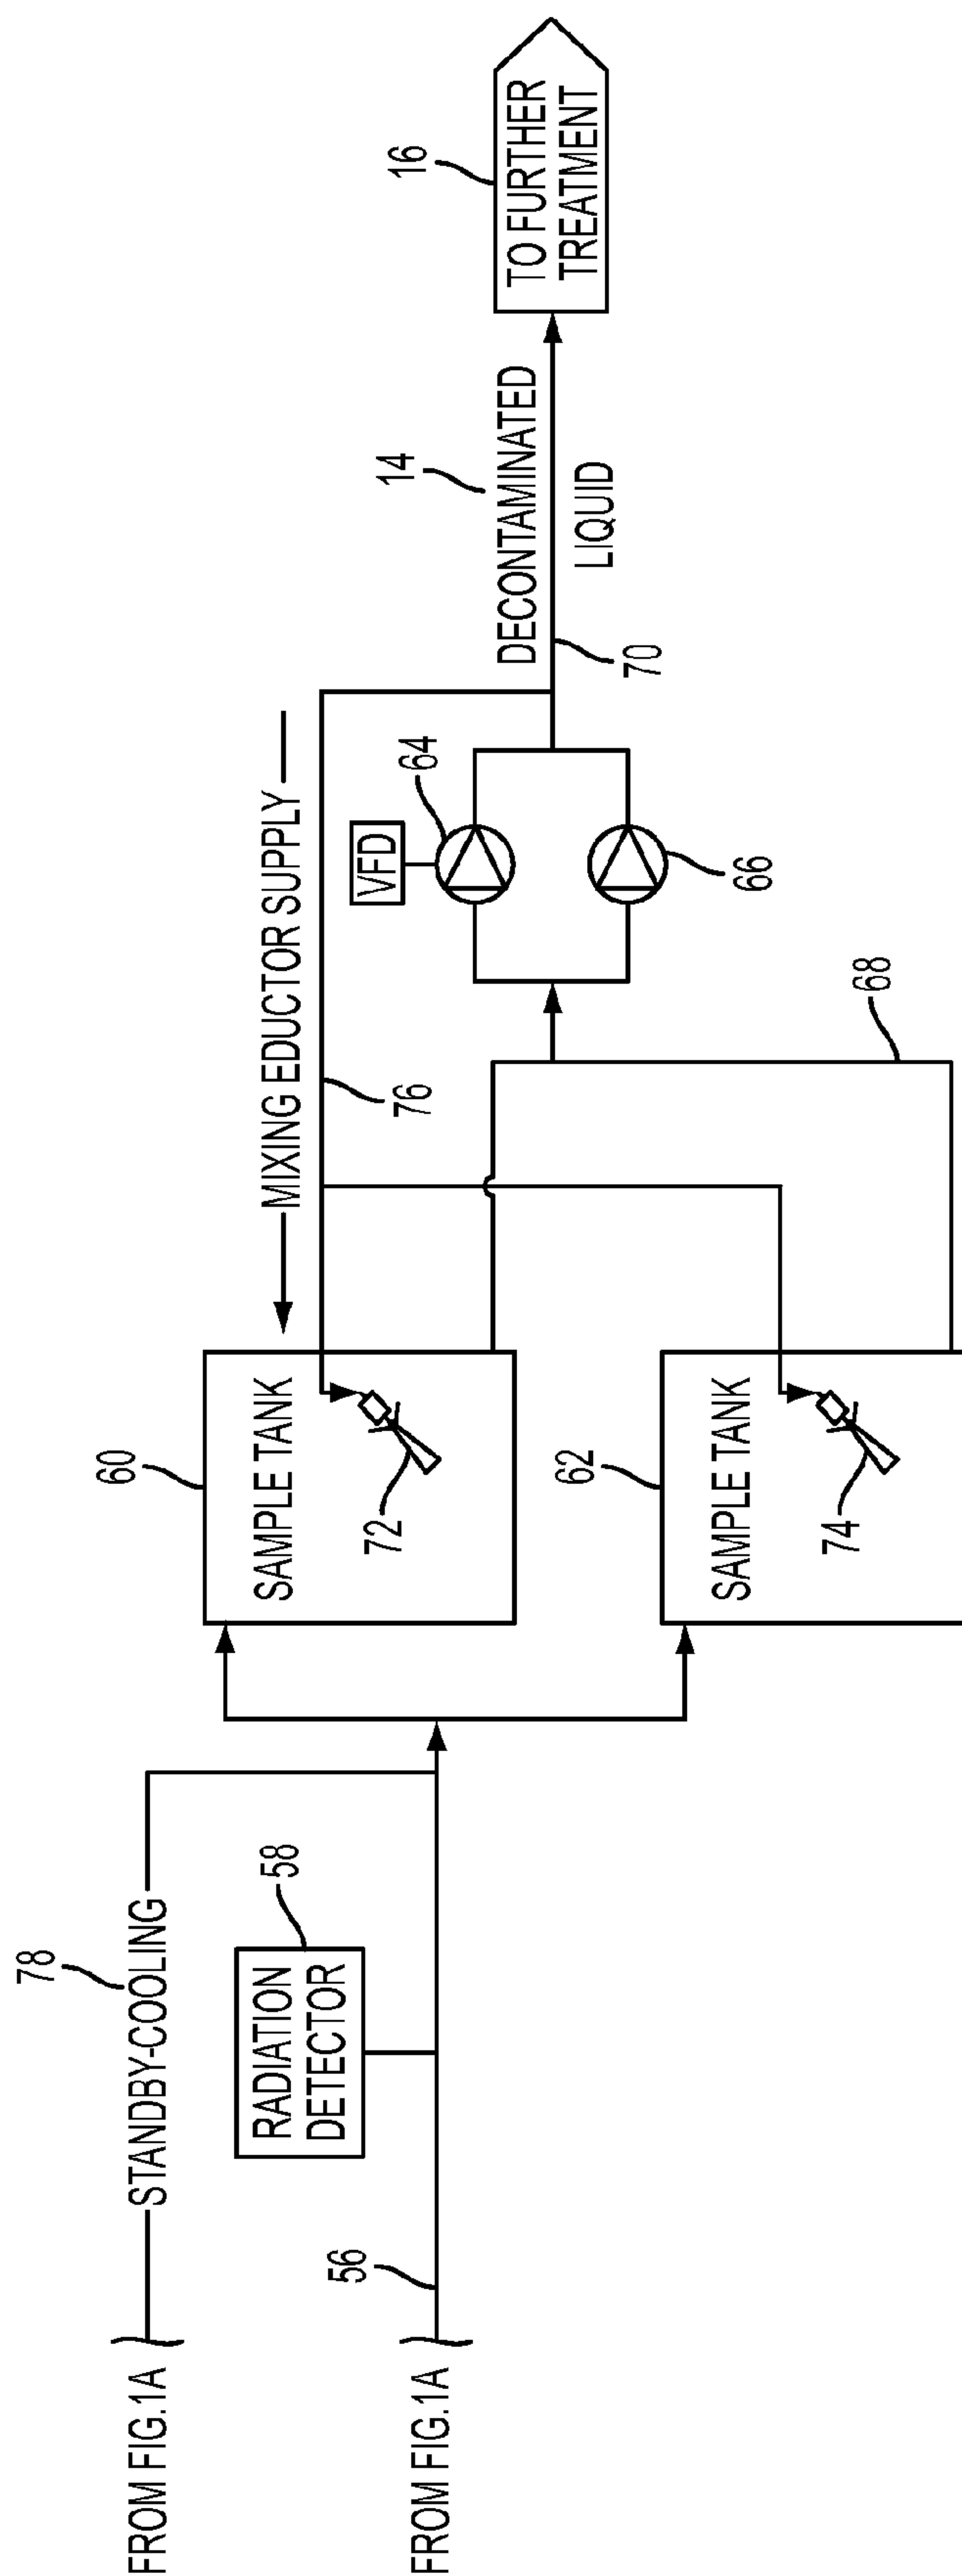 FROM FIG.1A
STANDBY-COOLING
78
FROM FIG.1A
56
RADIATION
DETECTOR
58
60
SAMPLE TANK
72
62
SAMPLE TANK
74
MIXING EDUCTOR SUPPLY
76
68
VFD
64
66
70
DECONTAMINATED
LIQUID
14
16
TO FURTHER
TREATMENT